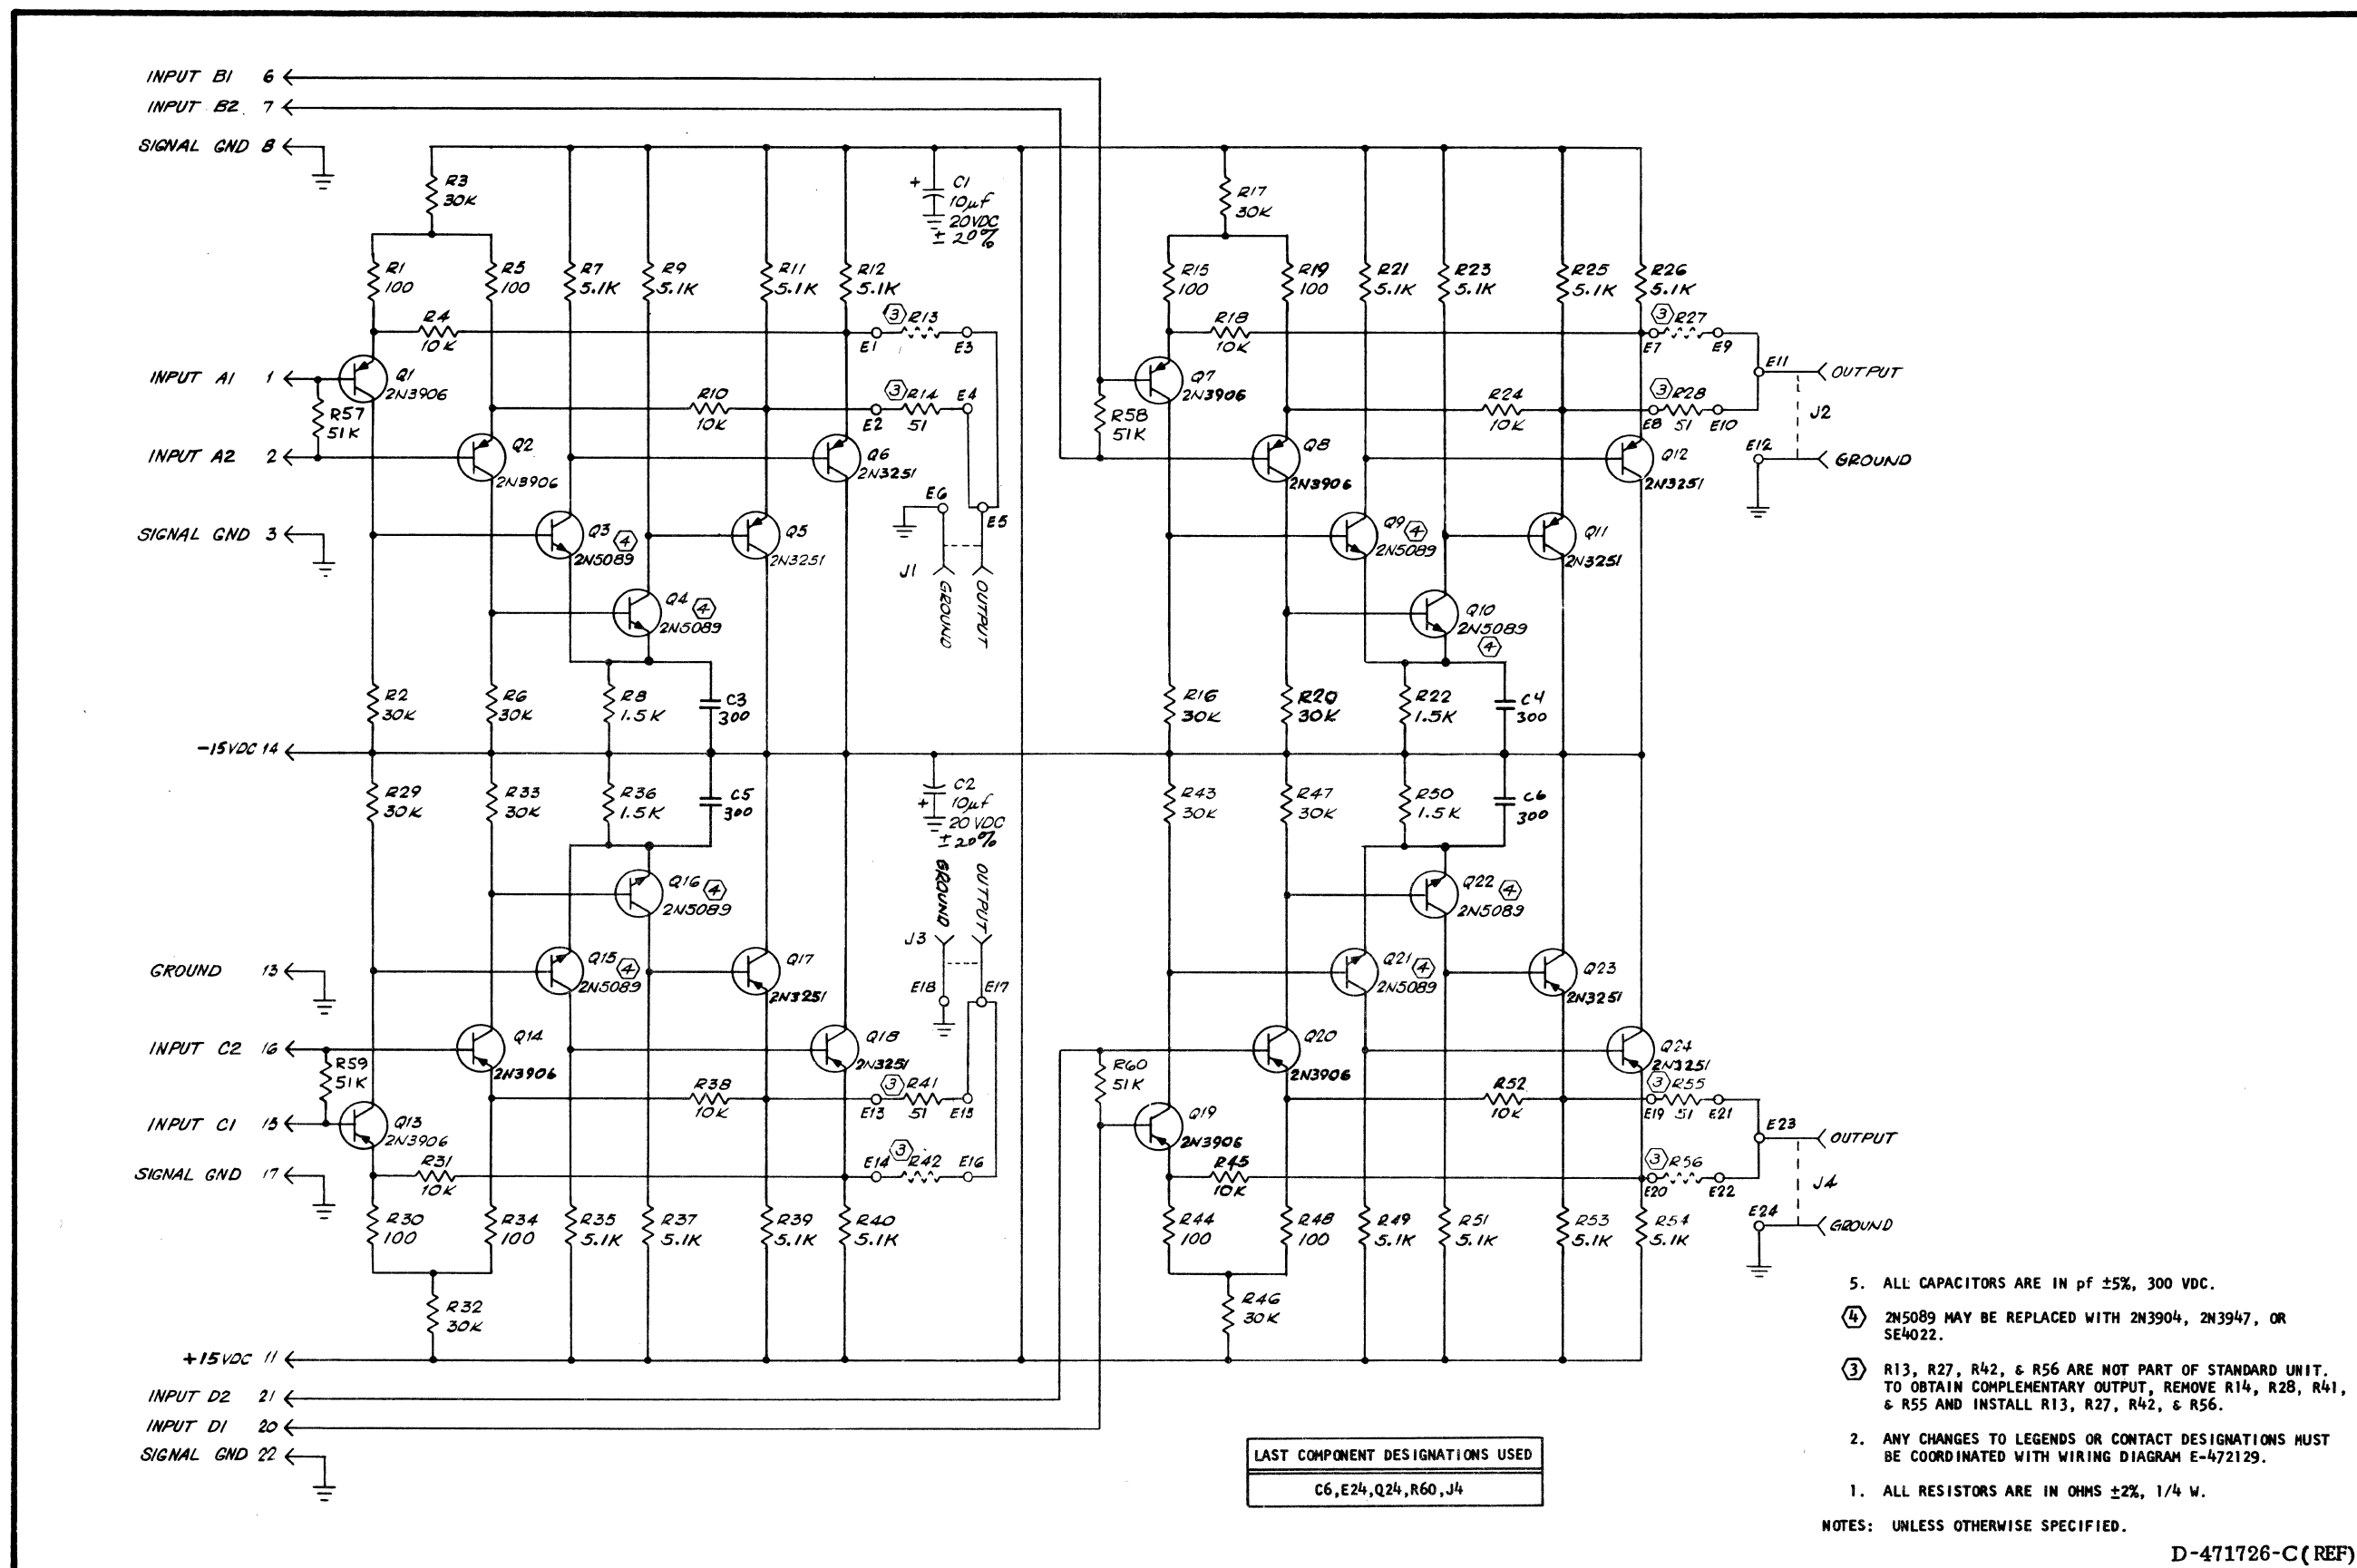 INPUT B1 6
INPUT B2. 7
SIGNAL GND 8
R3
30K
+ C1
10µf
20VDC
± 20%
R17
30K
R1
100
R5
100
R7
5.1K
R9
5.1K
R11
5.1K
R12
5.1K
R15
100
R19
100
R21
5.1K
R23
5.1K
R25
5.1K
R26
5.1K
R4
10K
3 R13
E1 E3
R18
10K
3 R27
E7 E9
E11
OUTPUT
INPUT A1 1
Q1
2N3906
R57
51K
R10
10K
3 R14
51
E4
E2
Q7
2N3906
R58
51K
R24
10K
3 R28
51
E8 E10
J2
INPUT A2 2
Q2
2N3906
Q6
2N3251
Q8
2N3906
Q12
2N3251
E12
GROUND
SIGNAL GND 3
Q3 4
2N5089
Q5
2N3251
E6
E5
J1
GROUND
OUTPUT
Q9 4
2N5089
Q11
2N3251
Q4 4
2N5089
Q10
2N5089
4
R2
30K
R6
30K
R8
1.5K
C3
300
R16
30K
R20
30K
R22
1.5K
C4
300
-15VDC 14
R29
30K
R33
30K
R36
1.5K
C5
300
C2
+ 10µf
20VDC
± 20%
R43
30K
R47
30K
R50
1.5K
C6
300
Q16 4
2N5089
GROUND
OUTPUT
J3
Q22 4
2N5089
GROUND 13
Q15 4
2N5089
Q17
2N3251
E18
E17
Q21 4
2N5089
Q23
2N3251
INPUT C2 16
R59
51K
Q14
2N3906
Q18
2N3251
R60
51K
Q20
2N3906
Q24
2N3251
R38
10K
3 R41
51
E13 E15
R52
10K
3 R55
51
E19 E21
E23
OUTPUT
INPUT C1 15
Q13
2N3906
Q19
2N3906
SIGNAL GND 17
R31
10K
3
E14 R42 E16
R45
10K
3 R56
E20 E22
J4
E24
GROUND
R30
100
R34
100
R35
5.1K
R37
5.1K
R39
5.1K
R40
5.1K
R44
100
R48
100
R49
5.1K
R51
5.1K
R53
5.1K
R54
5.1K
R32
30K
R46
30K
+15VDC 11
INPUT D2 21
INPUT D1 20
SIGNAL GND 22
LAST COMPONENT DESIGNATIONS USED
C6,E24,Q24,R60,J4
5. ALL CAPACITORS ARE IN pf ±5%, 300 VDC.
4 2N5089 MAY BE REPLACED WITH 2N3904, 2N3947, OR
SE4022.
3 R13, R27, R42, & R56 ARE NOT PART OF STANDARD UNIT.
TO OBTAIN COMPLEMENTARY OUTPUT, REMOVE R14, R28, R41,
& R55 AND INSTALL R13, R27, R42, & R56.
2. ANY CHANGES TO LEGENDS OR CONTACT DESIGNATIONS MUST
BE COORDINATED WITH WIRING DIAGRAM E-472129.
1. ALL RESISTORS ARE IN OHMS ±2%, 1/4 W.
NOTES: UNLESS OTHERWISE SPECIFIED.
D-471726-C(REF)